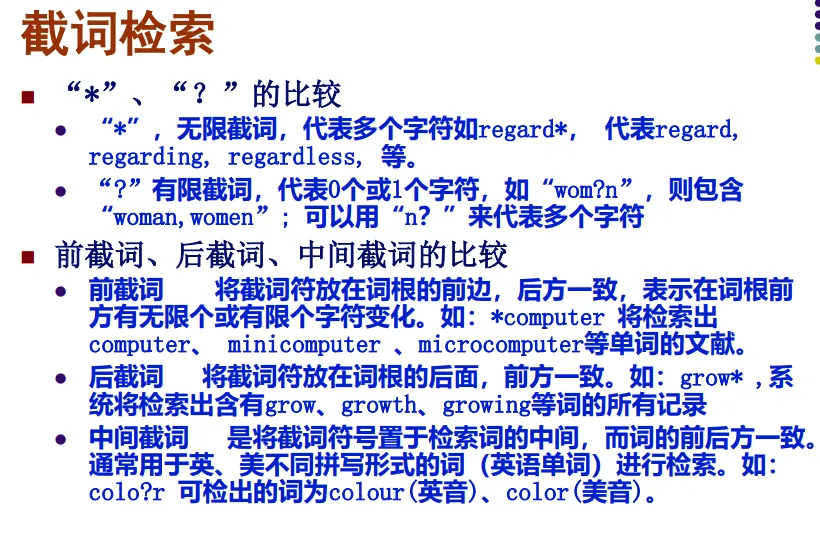 截词检索
“*”、“？”的比较
“*”，无限截词，代表多个字符如regard*， 代表regard,
regarding, regardless, 等。
“?”有限截词，代表0个或1个字符，如“wom?n”，则包含
“woman,women”；可以用“n？”来代表多个字符
前截词、后截词、中间截词的比较
前截词 将截词符放在词根的前边，后方一致，表示在词根前
方有无限个或有限个字符变化。如：*computer 将检索出
computer、 minicomputer 、microcomputer等单词的文献。
后截词 将截词符放在词根的后面，前方一致。如：grow* ,系
统将检索出含有grow、growth、growing等词的所有记录
中间截词 是将截词符号置于检索词的中间，而词的前后方一致。
通常用于英、美不同拼写形式的词（英语单词）进行检索。如：
colo?r 可检出的词为colour(英音)、color(美音)。